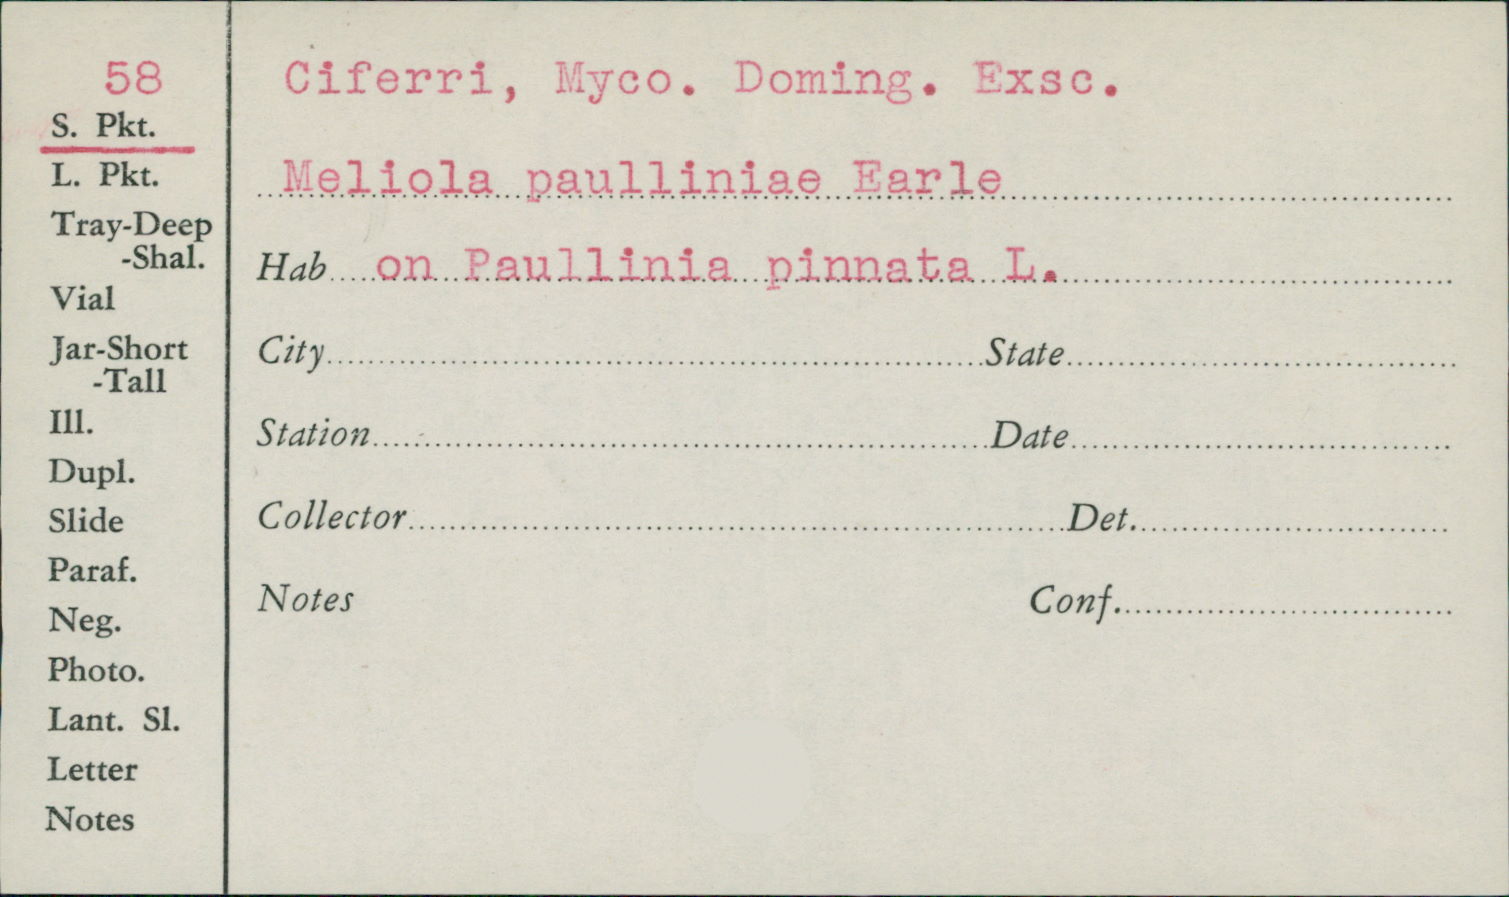 58
S. Pkt.
L. Pkt.
Tray-Deep
-Shal.
Vial
Jar-Short
-Tall
Ill.
Dupl.
Slide
Paraf.
Neg.
Photo.
Lant. Sl.
Letter
Notes
Ciferri, Myco. Doming. Exsc.
Meliola paulliniae Earle
Hab on Paullinia pinnata L.
City State
Station Date
Collector Det.
Notes Conf.